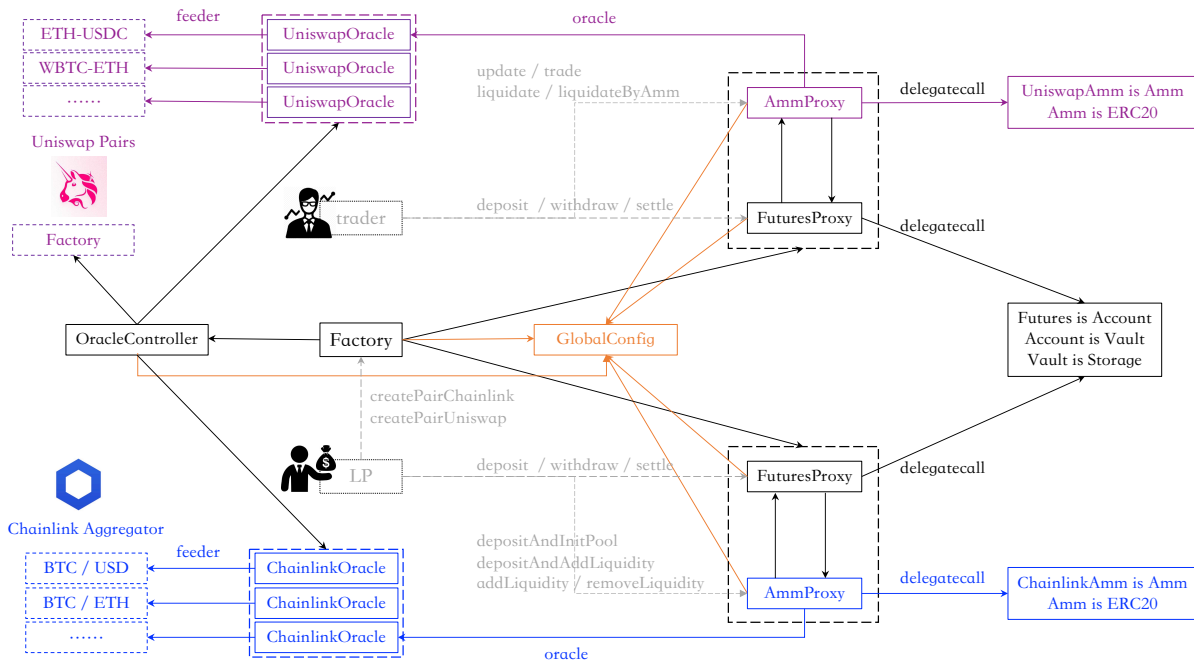 feeder
oracle
ETH-USDC
UniswapOracle
WBTC-ETH
UniswapOracle
……
UniswapOracle
update / trade
liquidate / liquidateByAmm
AmmProxy
delegatecall
UniswapAmm is Amm
Amm is ERC20
Uniswap Pairs
trader
deposit / withdraw / settle
FuturesProxy
delegatecall
Factory
OracleController
Factory
GlobalConfig
Futures is Account
Account is Vault
Vault is Storage
createPairChainlink
createPairUniswap
LP
deposit / withdraw / settle
FuturesProxy
delegatecall
Chainlink Aggregator
feeder
BTC / USD
ChainlinkOracle
BTC / ETH
ChainlinkOracle
……
ChainlinkOracle
depositAndInitPool
depositAndAddLiquidity
addLiquidity / removeLiquidity
AmmProxy
delegatecall
ChainlinkAmm is Amm
Amm is ERC20
oracle